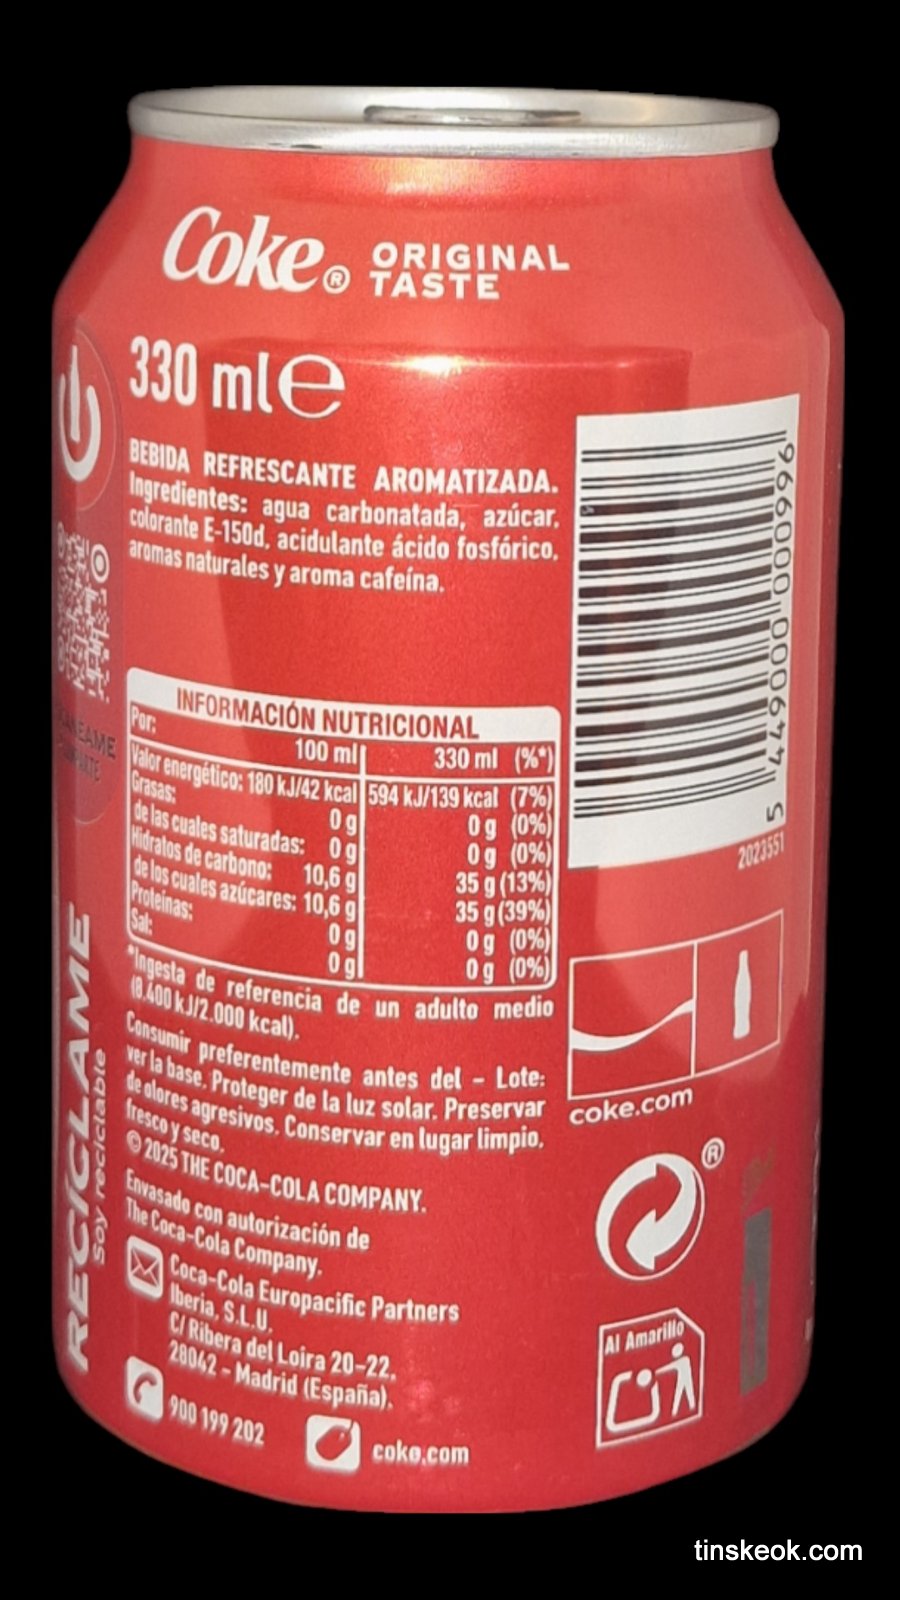 Coke® ORIGINAL
TASTE
330 ml e
BEBIDA REFRESCANTE AROMATIZADA.
Ingredientes: agua carbonatada, azúcar,
colorante E-150d, acidulante ácido fosfórico,
aromas naturales y aroma cafeína.
INFORMACIÓN NUTRICIONAL
Por: 100 ml 330 ml (%*)
Valor energético: 180 kJ/42 kcal 594 kJ/139 kcal (7%)
Grasas: 0 g 0 g (0%)
de las cuales saturadas: 0 g 0 g (0%)
Hidratos de carbono: 10,6 g 35 g (13%)
de los cuales azúcares: 10,6 g 35 g (39%)
Proteínas: 0 g 0 g (0%)
Sal: 0 g 0 g (0%)
*Ingesta de referencia de un adulto medio
(8.400 kJ/2.000 kcal).
Consumir preferentemente antes del - Lote:
ver la base. Proteger de la luz solar. Preservar
de olores agresivos. Conservar en lugar limpio,
fresco y seco.
© 2025 THE COCA-COLA COMPANY.
Envasado con autorización de
The Coca-Cola Company.
Coca-Cola Europacific Partners
Iberia, S.L.U.
C/ Ribera del Loira 20-22.
28042 - Madrid (España).
900 199 202
coke.com
RECÍCLAME
Soy reciclable
5 449000 000996
2023551
coke.com
®
Al Amarillo
tinskeok.com